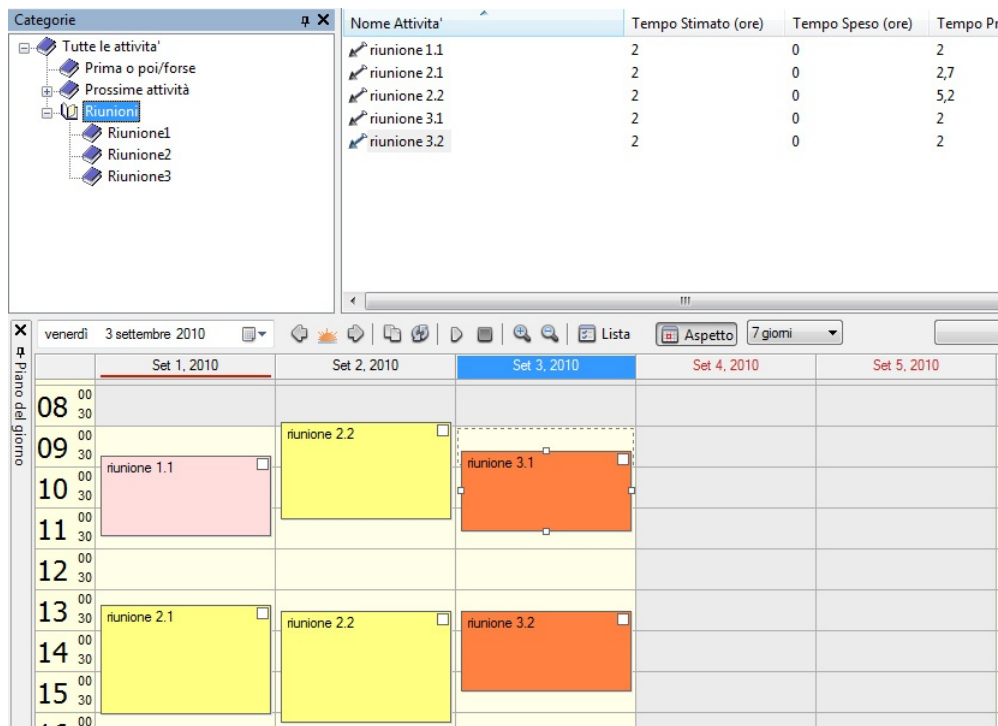 Categorie
Tutte le attivita'
Prima o poi/forse
Prossime attività
Riunioni
Riunione1
Riunione2
Riunione3
Nome Attivita' Tempo Stimato (ore) Tempo Speso (ore) Tempo Pr
riunione 1.1 2 0 2
riunione 2.1 2 0 2,7
riunione 2.2 2 0 5,2
riunione 3.1 2 0 2
riunione 3.2 2 0 2
Piano del giorno
venerdì 3 settembre 2010 Lista Aspetto 7 giorni
Set 1, 2010 Set 2, 2010 Set 3, 2010 Set 4, 2010 Set 5, 2010
08 00 30
09 00 30
riunione 2.2
riunione 1.1
riunione 3.1
10 00 30
11 00 30
12 00 30
13 00 30
riunione 2.1
riunione 2.2
riunione 3.2
14 00 30
15 00 30
16 00